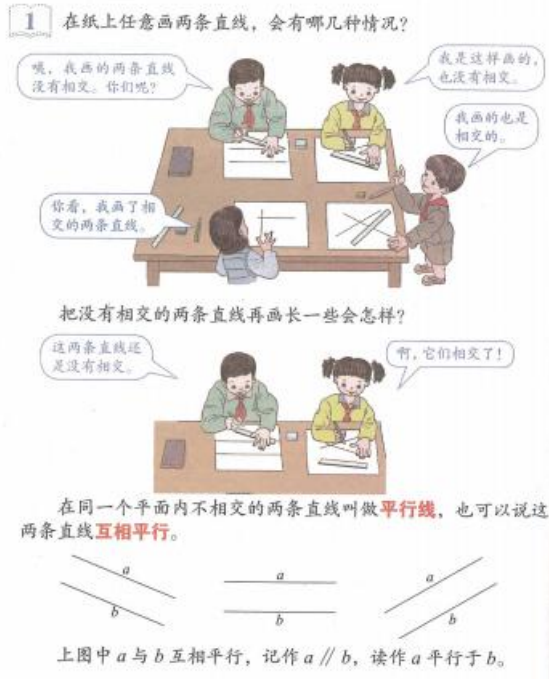 1 在纸上任意画两条直线，会有哪几种情况？
咦，我画的两条直线
没有相交。你们呢？
我是这样画的，
也没有相交。
我画的也是
相交的。
你看，我画了相
交的两条直线。
把没有相交的两条直线再画长一些会怎样？
这两条直线还
是没有相交。
啊，它们相交了！
在同一个平面内不相交的两条直线叫做平行线，也可以说这
两条直线互相平行。
a
b
a
b
a
b
上图中 a 与 b 互相平行，记作 a∥b，读作 a 平行于 b。